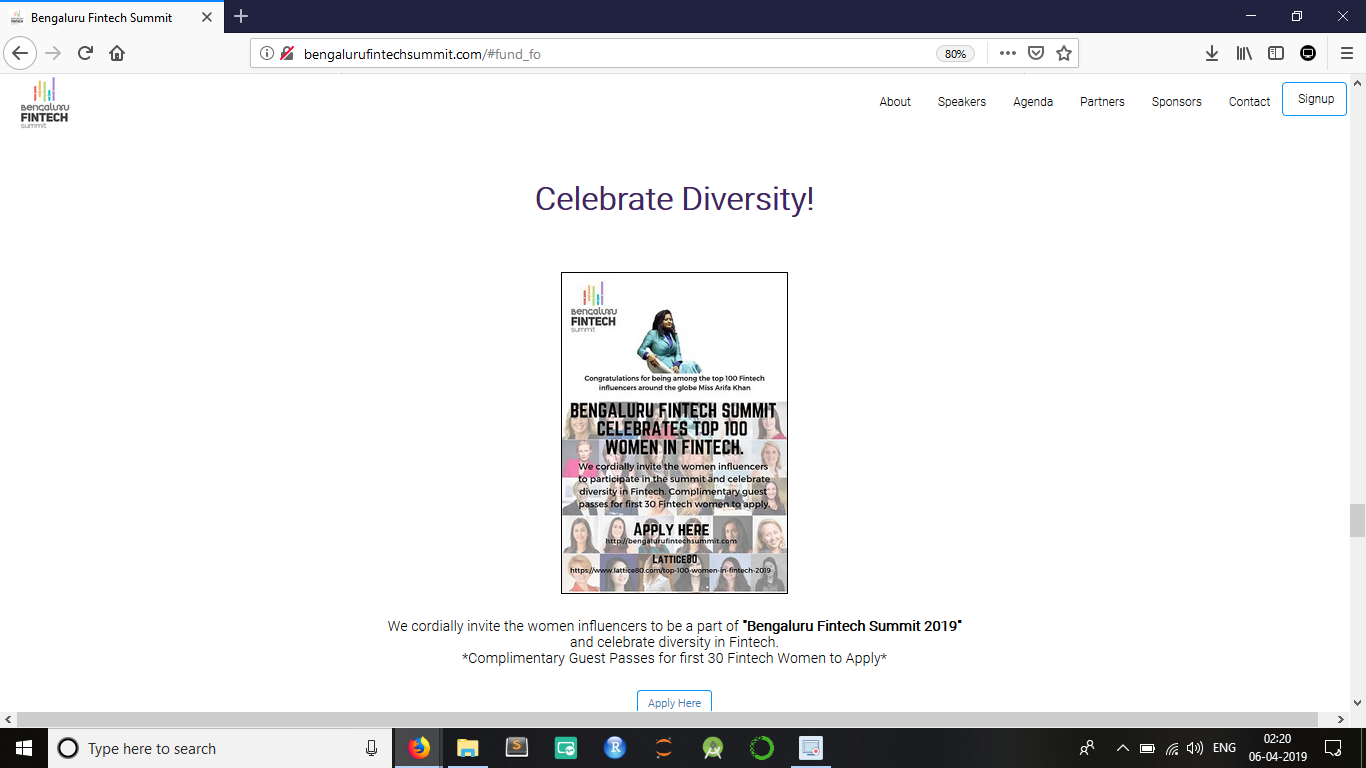 Bengaluru Fintech Summit
bengalurufintechsummit.com/#fund_fo
80%
Bengaluru
FINTECH
summit
About
Speakers
Agenda
Partners
Sponsors
Contact
Signup
Celebrate Diversity!
Bengaluru
FINTECH
summit
Congratulations for being among the top 100 Fintech
influencers around the globe Miss Arifa Khan
BENGALURU FINTECH SUMMIT
CELEBRATES TOP 100
WOMEN IN FINTECH.
We cordially invite the women influencers
to participate in the summit and celebrate
diversity in Fintech. Complimentary guest
passes for first 30 Fintech women to apply.
APPLY HERE
http://bengalurufintechsummit.com
LATTICE80
https://www.lattice80.com/top-100-women-in-fintech-2019
We cordially invite the women influencers to be a part of "Bengaluru Fintech Summit 2019"
and celebrate diversity in Fintech.
*Complimentary Guest Passes for first 30 Fintech Women to Apply*
Apply Here
Type here to search
S
R
ENG
02:20
06-04-2019